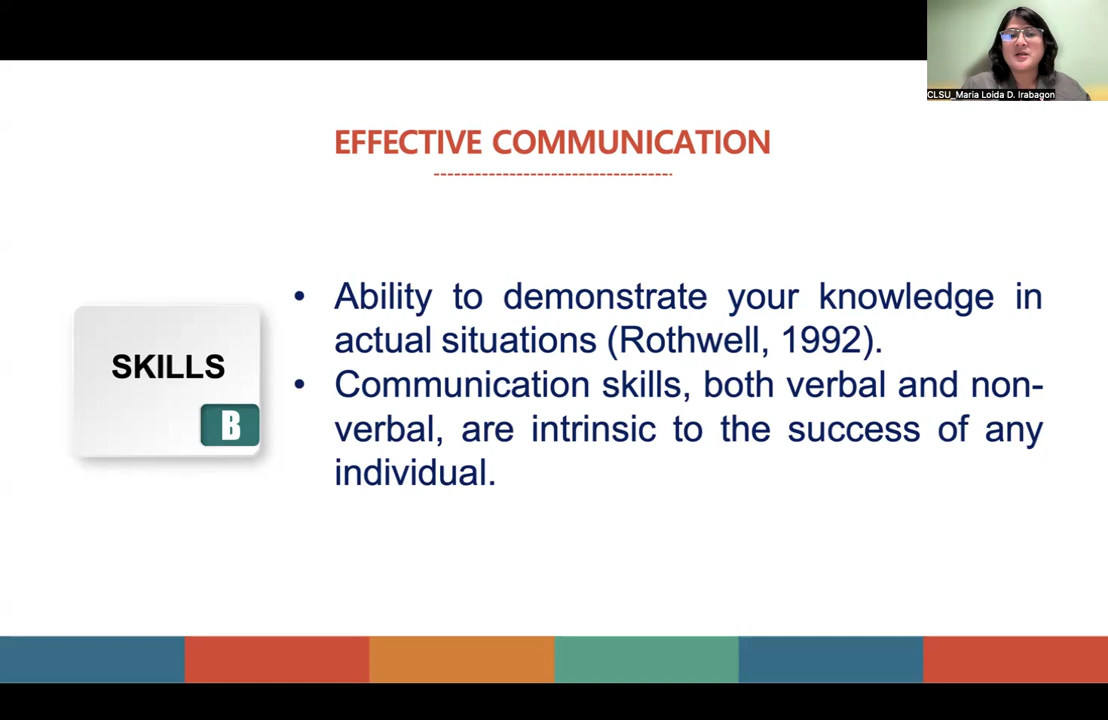 CLSU_Maria Loida D. Irabagon
EFFECTIVE COMMUNICATION
SKILLS
B
• Ability to demonstrate your knowledge in
actual situations (Rothwell, 1992).
• Communication skills, both verbal and non-
verbal, are intrinsic to the success of any
individual.